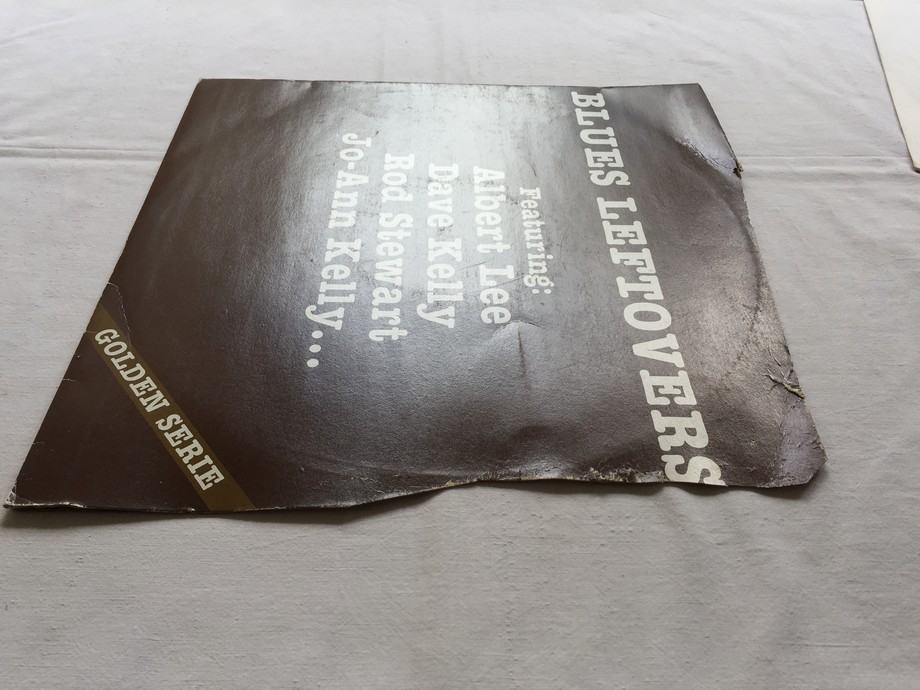 BLUES LEFTOVERS
Featuring:
Albert Lee
Dave Kelly
Rod Stewart
Jo-Ann Kelly...
GOLDEN SERIE